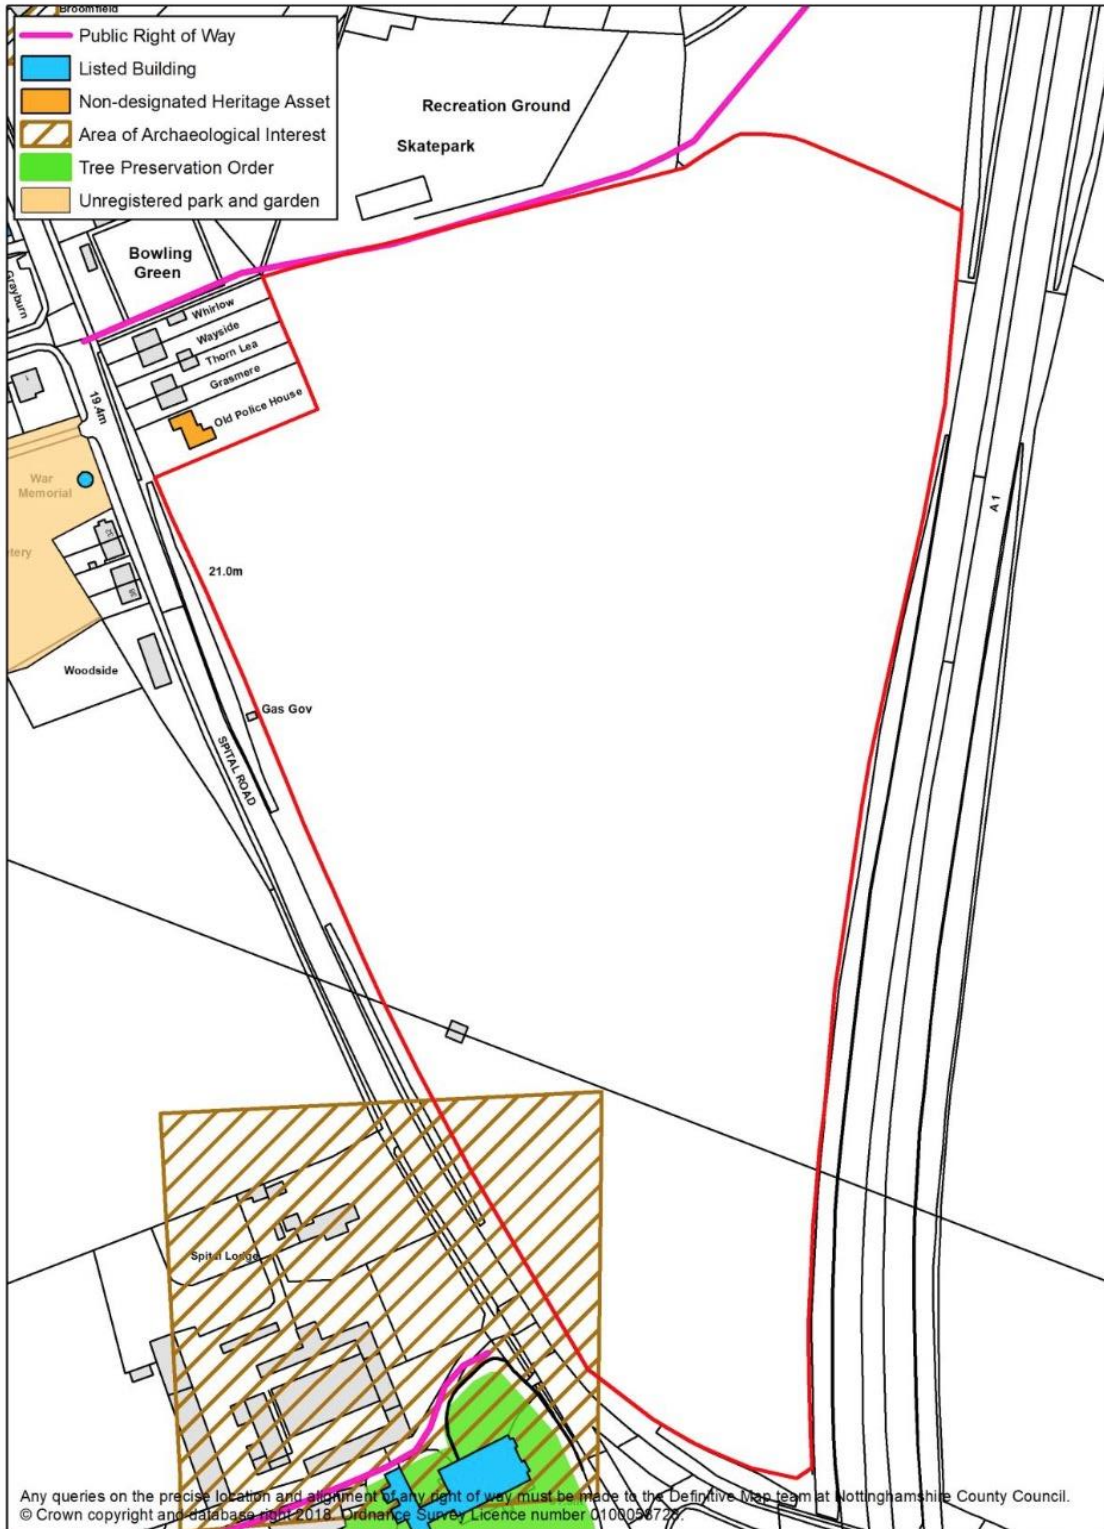 Broomfield
Public Right of Way
Listed Building
Non-designated Heritage Asset
Area of Archaeological Interest
Tree Preservation Order
Unregistered park and garden
Recreation Ground
Skatepark
Bowling
Green
Grayburn
Whirlow
Wayside
Thorn Lea
Grasmere
Old Police House
19.4m
War
Memorial
A 1
21.0m
Woodside
Gas Gov
SPITAL ROAD
Spital Lodge
Any queries on the precise location and alignment of any right of way must be made to the Definitive Map team at Nottinghamshire County Council.
© Crown copyright and database right 2018. Ordnance Survey Licence number